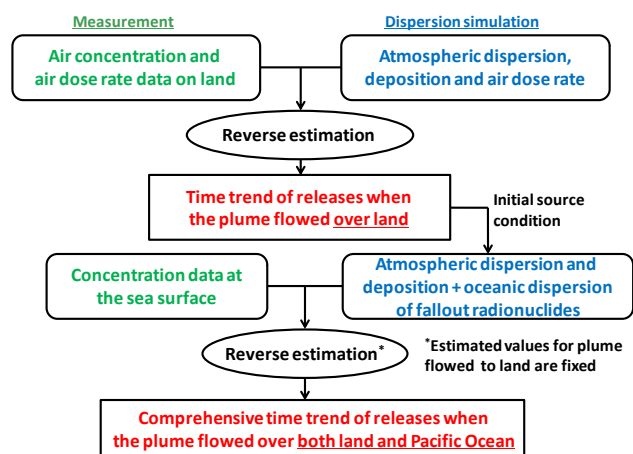 Measurement
Dispersion simulation
Air concentration and
air dose rate data on land
Atmospheric dispersion,
deposition and air dose rate
Reverse estimation
Time trend of releases when
the plume flowed over land
Initial source
condition
Concentration data at
the sea surface
Atmospheric dispersion and
deposition + oceanic dispersion
of fallout radionuclides
Reverse estimation*
*Estimated values for plume
flowed to land are fixed
Comprehensive time trend of releases when
the plume flowed over both land and Pacific Ocean